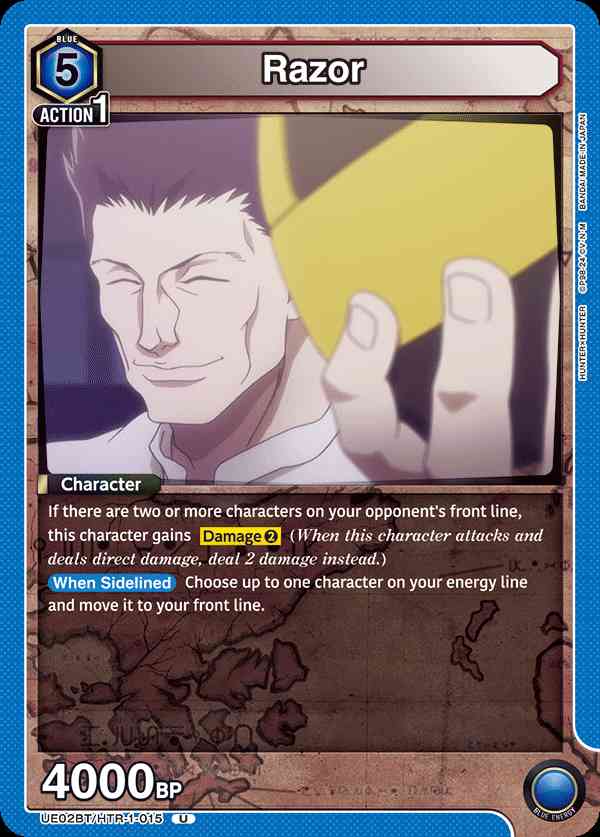 BLUE
5
Razor
ACTION 1
HUNTER×HUNTER ©P98-24 ©V･N･M BANDAI MADE IN JAPAN
Character
If there are two or more characters on your opponent's front line,
this character gains Damage 2 (When this character attacks and
deals direct damage, deal 2 damage instead.)
When Sidelined Choose up to one character on your energy line
and move it to your front line.
4000BP
BLUE ENERGY
UE02BT/HTR-1-015 U